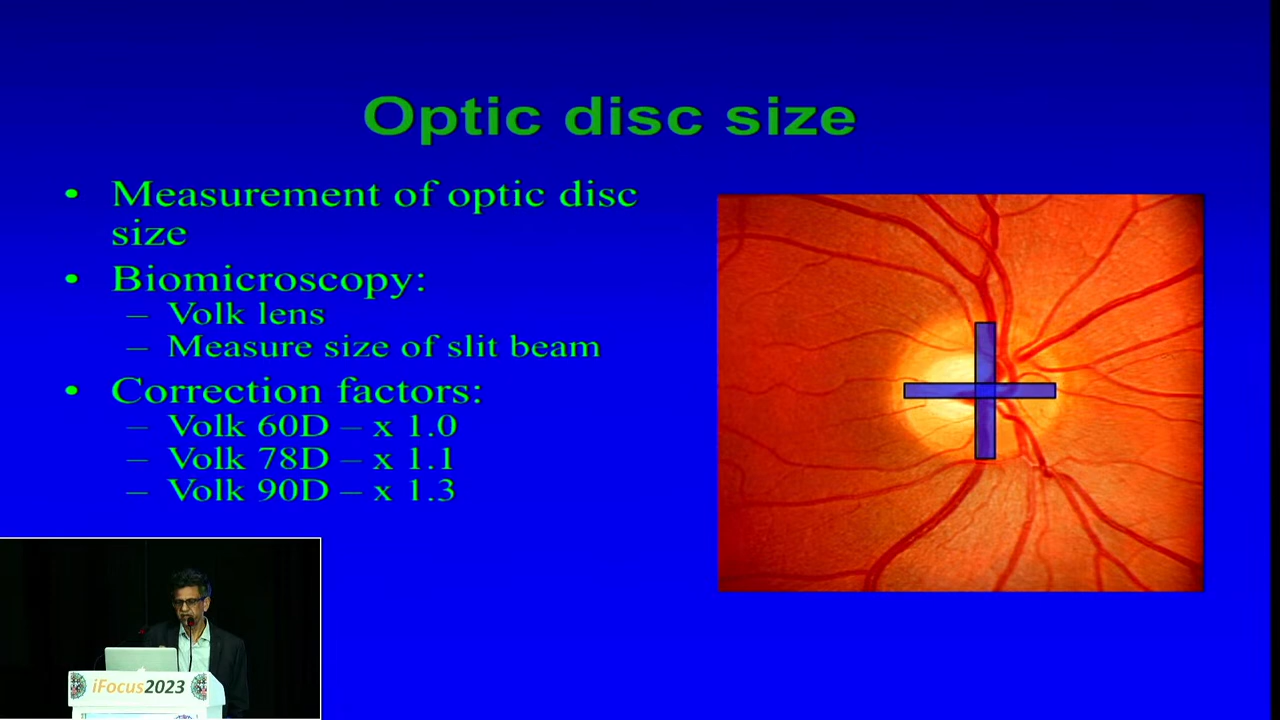 Optic disc size
• Measurement of optic disc
size
• Biomicroscopy:
– Volk lens
– Measure size of slit beam
• Correction factors:
– Volk 60D – x 1.0
– Volk 78D – x 1.1
– Volk 90D – x 1.3
iFocus2023